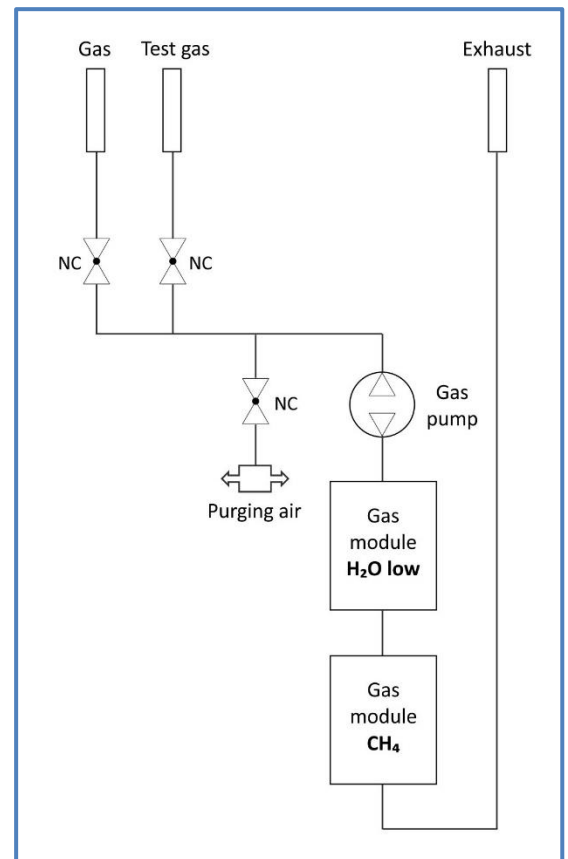 Gas
Test gas
Exhaust
NC
NC
NC
Gas
pump
Purging air
Gas
module
H₂O low
Gas
module
CH₄